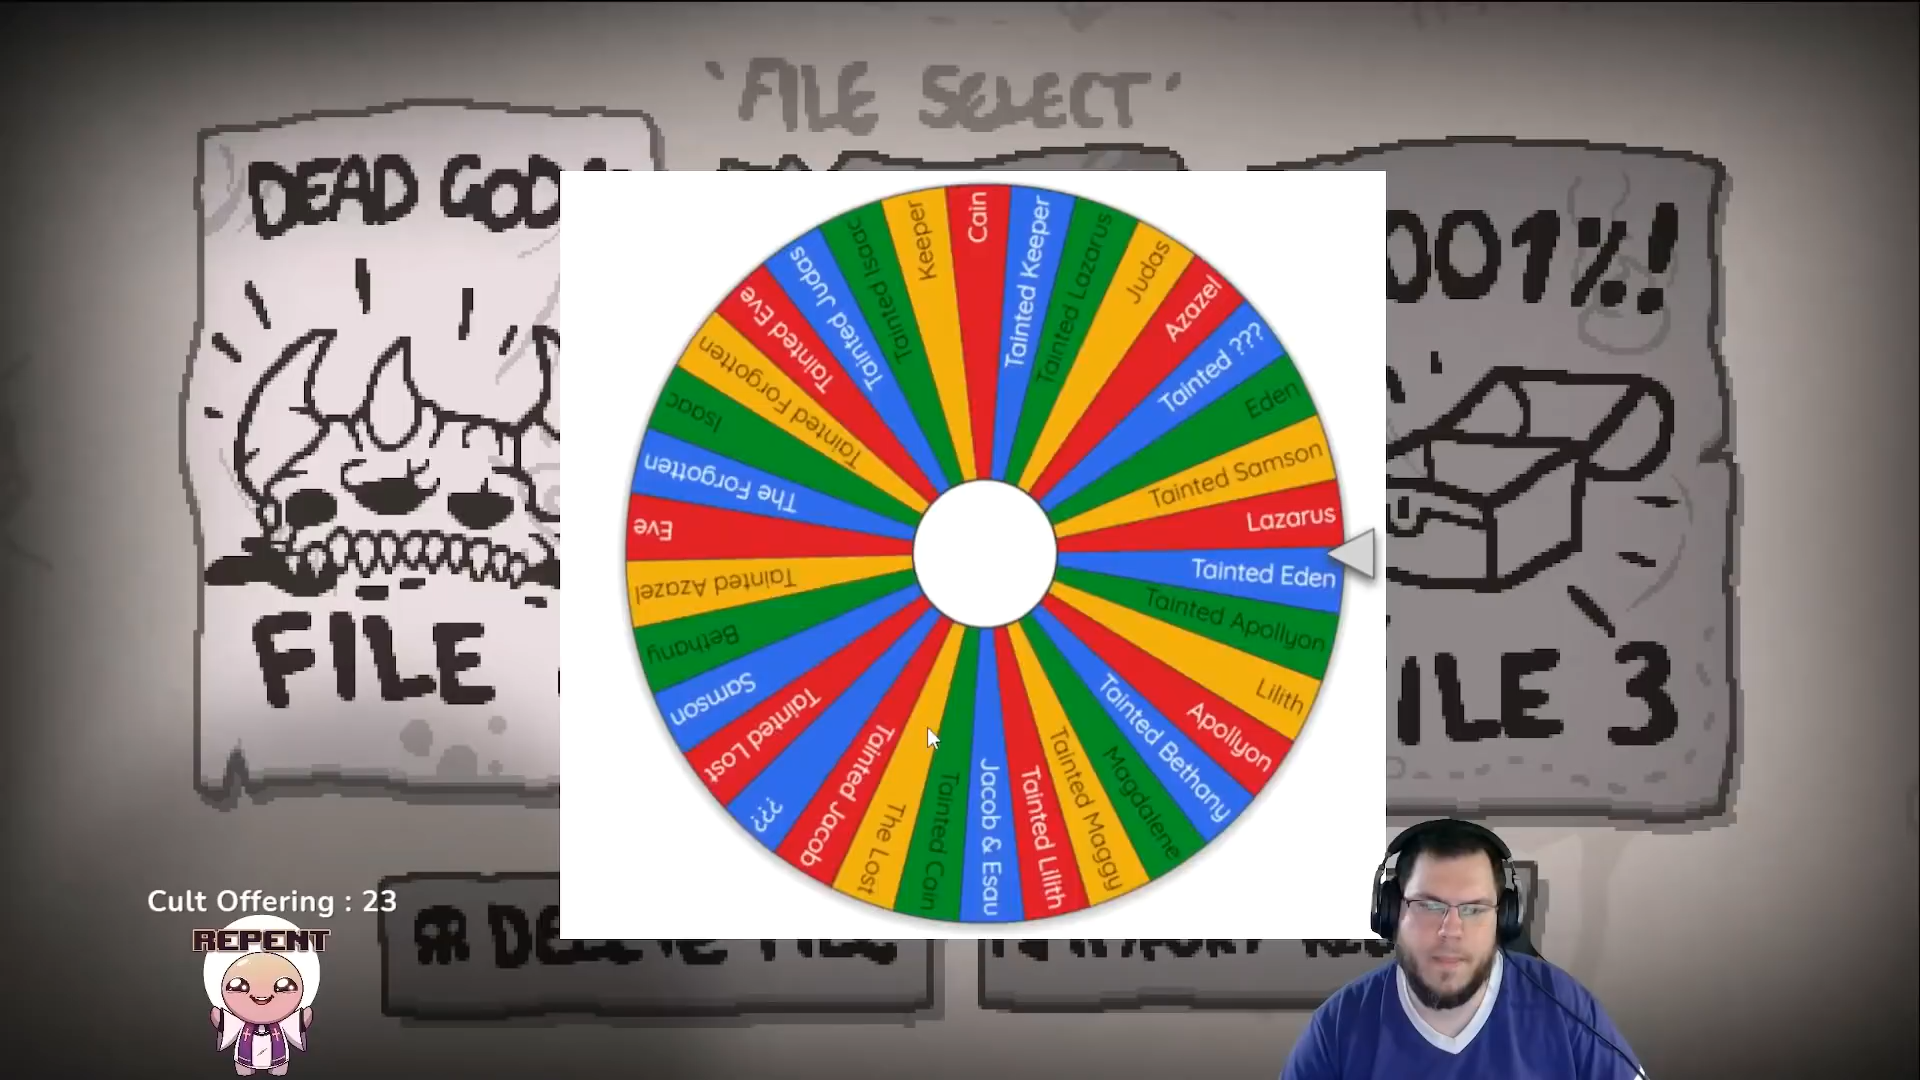 'FILE SELECT'
DEAD GOD!
001%!
Cain
Tainted Keeper
Tainted Lazarus
Judas
Azazel
Tainted ???
Eden
Tainted Samson
Lazarus
Tainted Eden
Tainted Apollyon
Lilith
Apollyon
Tainted Bethany
Magdalene
Tainted Maggy
Tainted Lilith
Jacob & Esau
Tainted Cain
The Lost
Tainted Jacob
???
Tainted Lost
Samson
Bethany
Tainted Azazel
Eve
The Forgotten
Isaac
Tainted Forgotten
Tainted Eve
Tainted Judas
Tainted Isaac
Keeper
FILE
ILE 3
Cult Offering : 23
REPENT
DELETE FILE